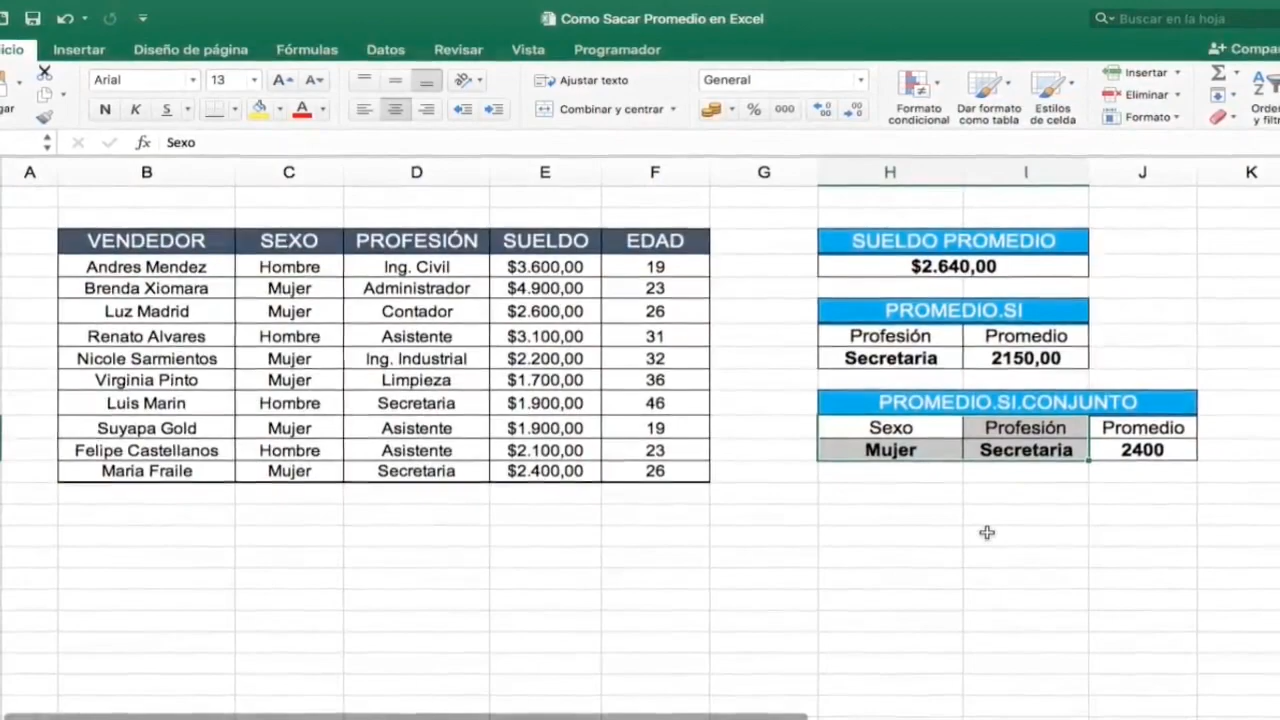 Como Sacar Promedio en Excel
Buscar en la hoja
icio Insertar Diseño de página Fórmulas Datos Revisar Vista Programador
Compar
Arial 13 A A Ajustar texto General Insertar
gar N K S A Combinar y centrar % 000 Formato condicional Dar formato como tabla Estilos de celda Eliminar Formato Orden y filtr
fx Sexo
A B C D E F G H I J K
VENDEDOR SEXO PROFESIÓN SUELDO EDAD SUELDO PROMEDIO
Andres Mendez Hombre Ing. Civil $3.600,00 19 $2.640,00
Brenda Xiomara Mujer Administrador $4.900,00 23
Luz Madrid Mujer Contador $2.600,00 26 PROMEDIO.SI
Renato Alvares Hombre Asistente $3.100,00 31 Profesión Promedio
Nicole Sarmientos Mujer Ing. Industrial $2.200,00 32 Secretaria 2150,00
Virginia Pinto Mujer Limpieza $1.700,00 36
Luis Marin Hombre Secretaria $1.900,00 46 PROMEDIO.SI.CONJUNTO
Suyapa Gold Mujer Asistente $1.900,00 19 Sexo Profesión Promedio
Felipe Castellanos Hombre Asistente $2.100,00 23 Mujer Secretaria 2400
Maria Fraile Mujer Secretaria $2.400,00 26